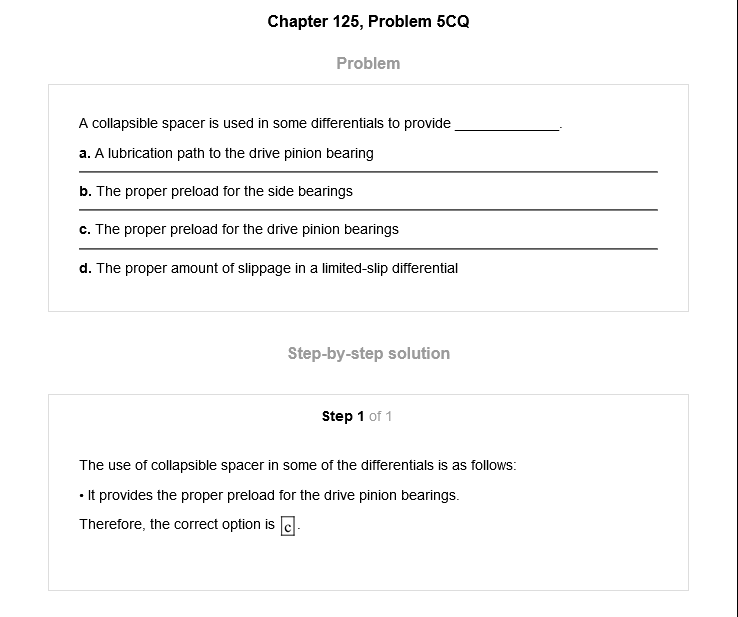 Chapter 125, Problem 5CQ
Problem
A collapsible spacer is used in some differentials to provide ______________.
a. A lubrication path to the drive pinion bearing
b. The proper preload for the side bearings
c. The proper preload for the drive pinion bearings
d. The proper amount of slippage in a limited-slip differential
Step-by-step solution
Step 1 of 1
The use of collapsible spacer in some of the differentials is as follows:
• It provides the proper preload for the drive pinion bearings.
Therefore, the correct option is c.